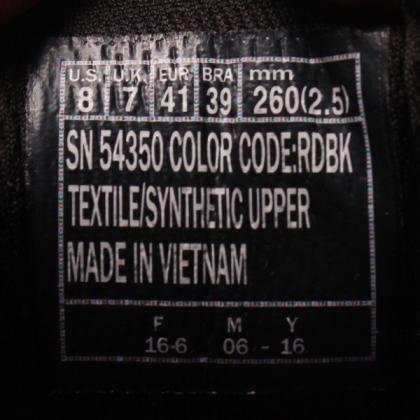 U.S. U.K. EUR BRA mm
8 7 41 39 260(2.5)
SN 54350 COLOR CODE:RDBK
TEXTILE/SYNTHETIC UPPER
MADE IN VIETNAM
F M Y
16-6 06 - 16